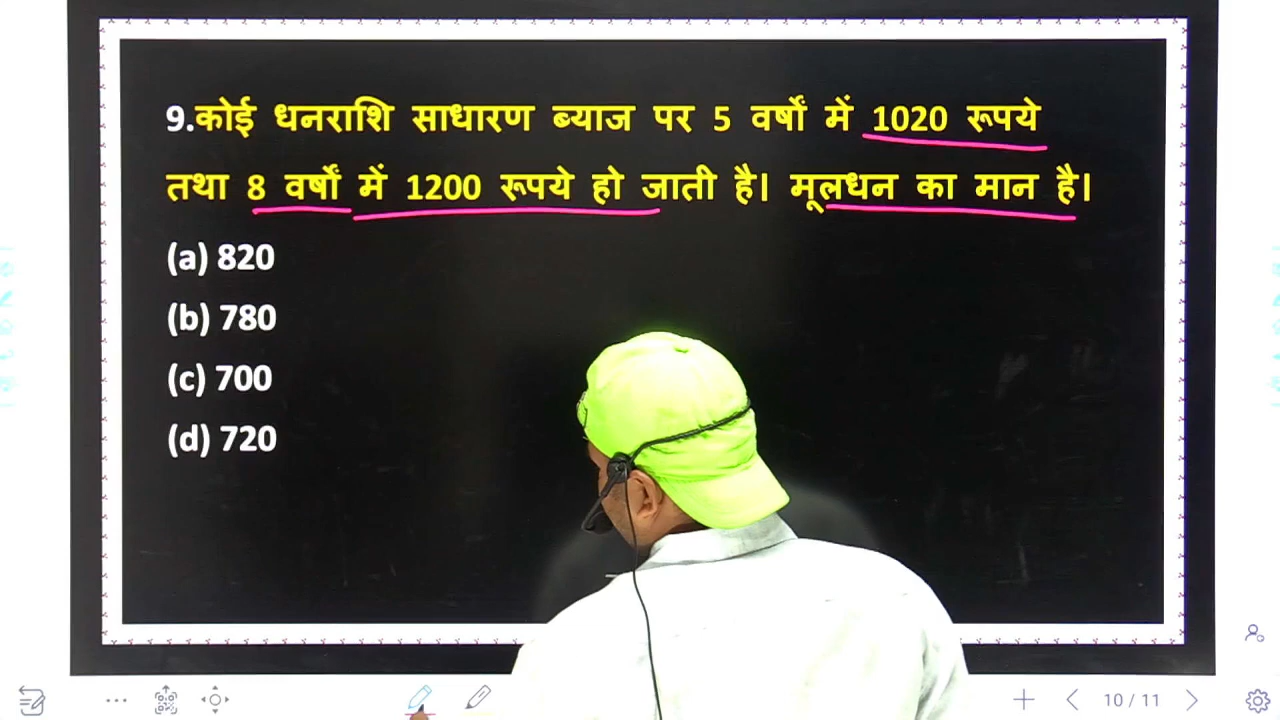 9.कोई धनराशि साधारण ब्याज पर 5 वर्षों में 1020 रूपये
तथा 8 वर्षों में 1200 रूपये हो जाती है। मूलधन का मान है।
(a) 820
(b) 780
(c) 700
(d) 720
10 / 11